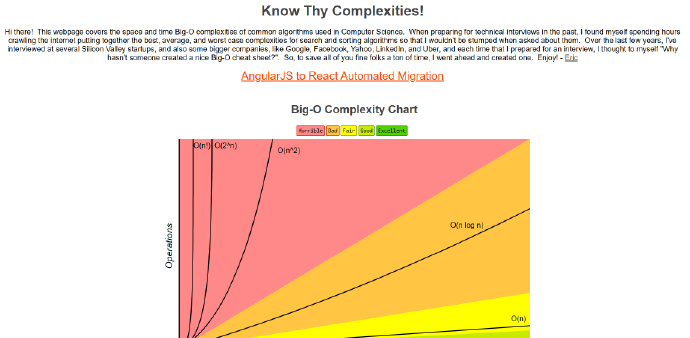 Know Thy Complexities!
Hi there! This webpage covers the space and time Big-O complexities of common algorithms used in Computer Science. When preparing for technical interviews in the past, I found myself spending hours
crawling the internet putting together the best, average, and worst case complexities for search and sorting algorithms so that I wouldn't be stumped when asked about them. Over the last few years, I've
interviewed at several Silicon Valley startups, and also some bigger companies, like Google, Facebook, Yahoo, LinkedIn, and Uber, and each time that I prepared for an interview, I thought to myself "Why
hasn't someone created a nice Big-O cheat sheet?". So, to save all of you fine folks a ton of time, I went ahead and created one. Enjoy! - Eric
AngularJS to React Automated Migration
Big-O Complexity Chart
Horrible Bad Fair Good Excellent
O(n!) O(2^n) O(n^2)
O(n log n)
Operations
O(n)